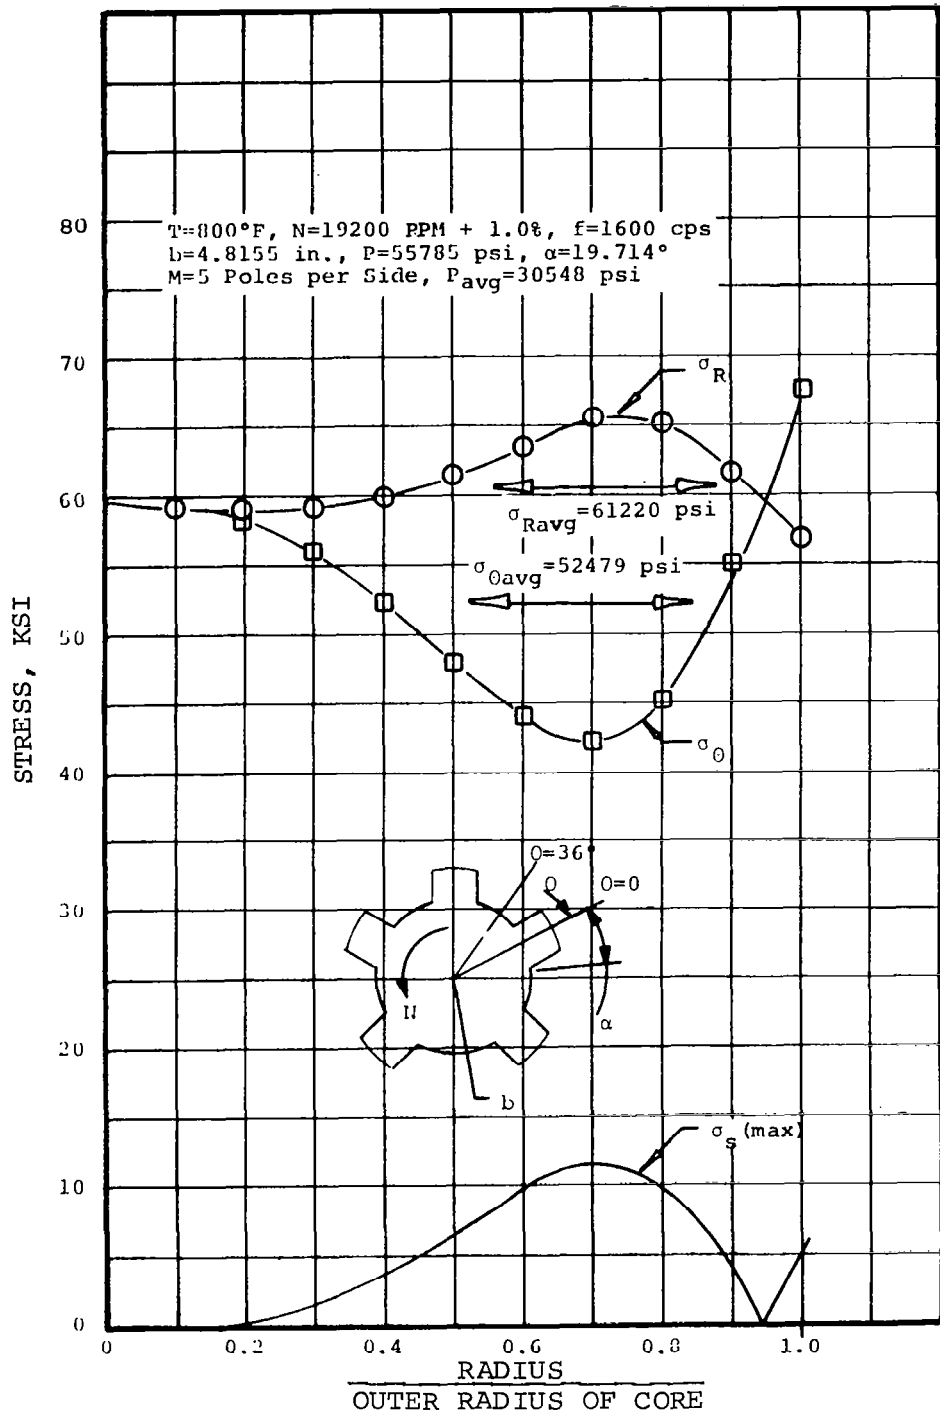 80
T=800°F, N=19200 RPM + 1.0%, f=1600 cps
b=4.8155 in., P=55785 psi, α=19.714°
M=5 Poles per Side, Pavg=30548 psi
70
σR
60
σRavg=61220 psi
σθavg=52479 psi
50
STRESS, KSI
σθ
40
θ=36°
θ
θ=0
30
N
α
20
b
σs (max)
10
0
0 0.2 0.4 0.6 0.8 1.0
RADIUS
OUTER RADIUS OF CORE